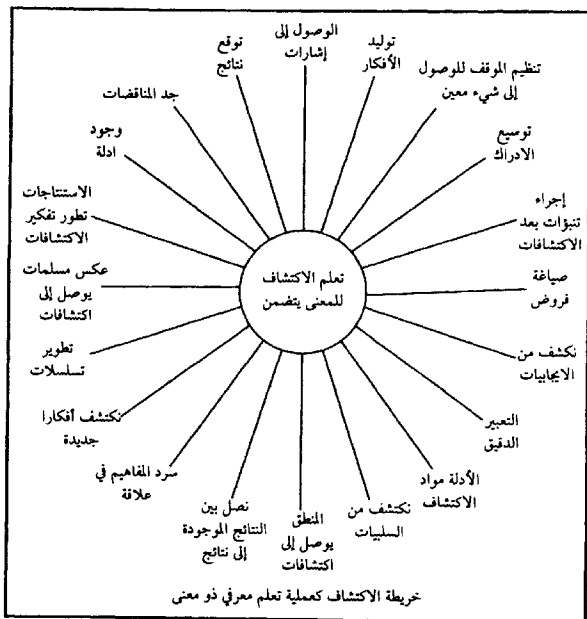 الوصول إلى
إشارات
توليد
الأفكار
تنظيم الموقف للوصول
إلى شيء معين
توسيع
الادراك
إجراء
تنبؤات بعد
الاكتشافات
صياغة
فروض
نكشف من
الايجابيات
التعبير
الدقيق
الأدلة مواد
الاكتشاف
نكتشف من
السلبيات
المنطق
يوصل إلى
اكتشافات
نصل بين
النتائج الموجودة
إلى نتائج
سرد المفاهيم في
علاقة
نكتشف أفكارا
جديدة
تطوير
تسلسلات
عكس مسلمات
يوصل إلى
اكتشافات
الاستنتاجات
تطور تفكير
الاكتشافات
وجود
ادلة
جد المناقضات
توقع
نتائج
تعلم الاكتشاف
للمعنى يتضمن
خريطة الاكتشاف كعملية تعلم معرفي ذو معنى